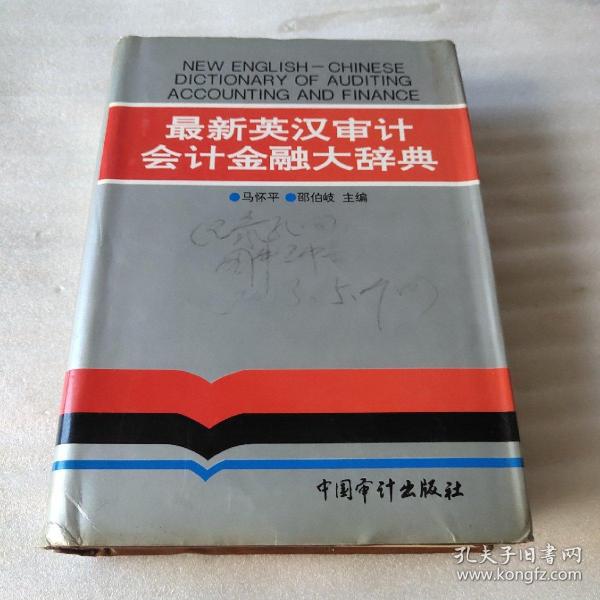 NEW ENGLISH－CHINESE
DICTIONARY OF AUDITING
ACCOUNTING AND FINANCE
最新英汉审计
会计金融大辞典
●马怀平 ●邵伯岐 主编
中国审计出版社
孔夫子旧书网
www.kongfz.com